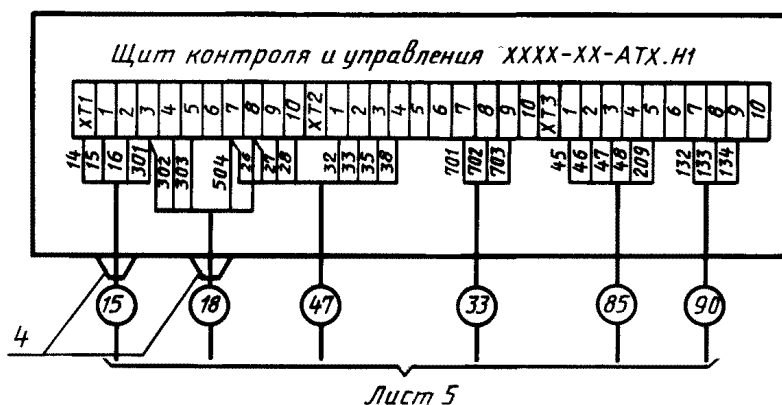 Щит контроля и управления XXXX-XX-АТХ.Н1
XT1 1 2 3 4 5 6 7 8 9 10 XT2 1 2 3 4 5 6 7 8 9 10 XT3 1 2 3 4 5 6 7 8 9 10
14 15 16 301 302 303 504 26 27 28 32 33 35 38 701 702 703 45 46 47 48 209 132 133 134
15 18 47 33 85 90
4
Лист 5